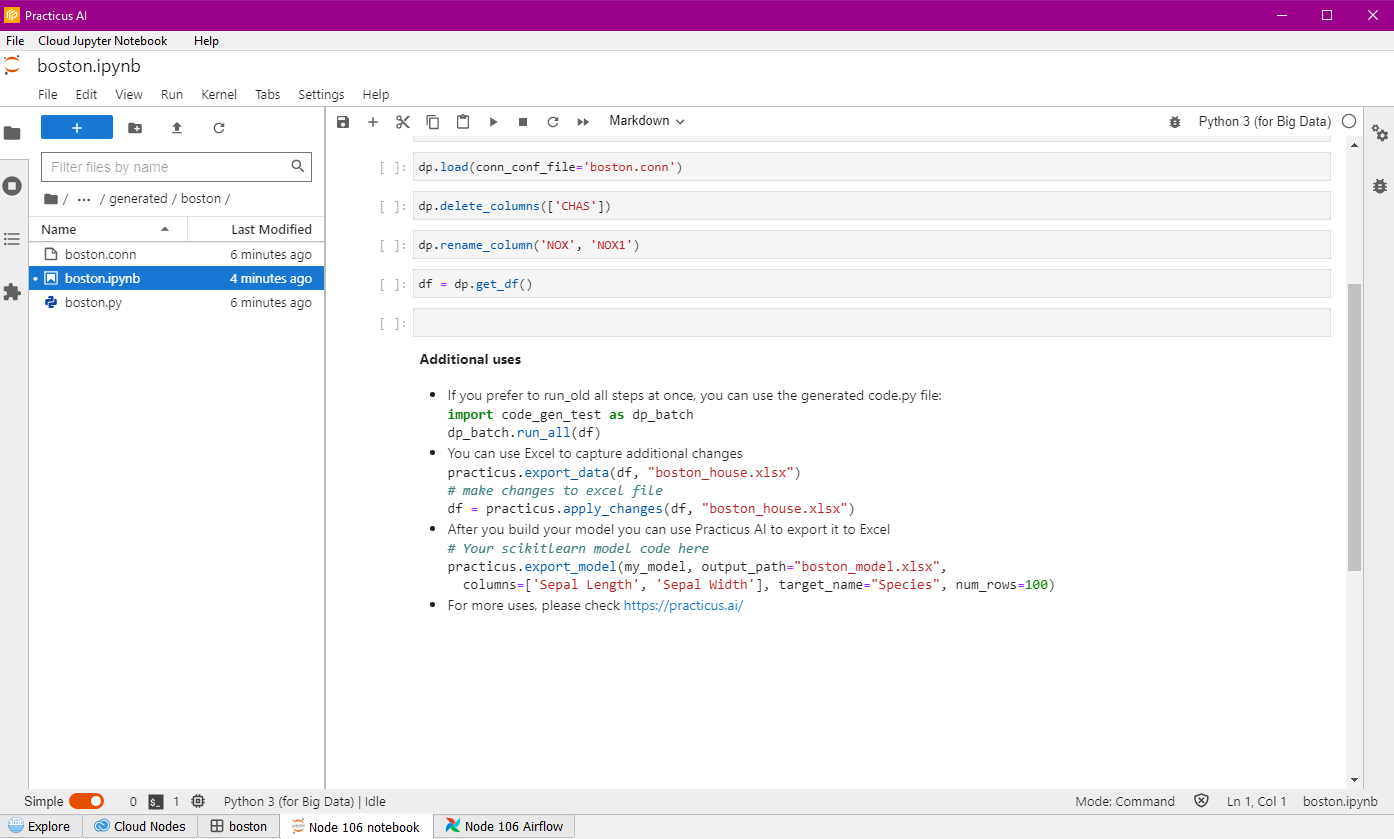 Practicus AI
File Cloud Jupyter Notebook Help
boston.ipynb
File Edit View Run Kernel Tabs Settings Help
Markdown
Python 3 (for Big Data)
Filter files by name
/ ··· / generated / boston /
Name Last Modified
boston.conn 6 minutes ago
boston.ipynb 4 minutes ago
boston.py 6 minutes ago
[ ]: dp.load(conn_conf_file='boston.conn')
[ ]: dp.delete_columns(['CHAS'])
[ ]: dp.rename_column('NOX', 'NOX1')
[ ]: df = dp.get_df()
[ ]:
Additional uses
• If you prefer to run_old all steps at once, you can use the generated code.py file:
import code_gen_test as dp_batch
dp_batch.run_all(df)
• You can use Excel to capture additional changes
practicus.export_data(df, "boston_house.xlsx")
# make changes to excel file
df = practicus.apply_changes(df, "boston_house.xlsx")
• After you build your model you can use Practicus AI to export it to Excel
# Your scikitlearn model code here
practicus.export_model(my_model, output_path="boston_model.xlsx",
columns=['Sepal Length', 'Sepal Width'], target_name="Species", num_rows=100)
• For more uses, please check https://practicus.ai/
Simple 0 $_ 1 Python 3 (for Big Data) | Idle Mode: Command Ln 1, Col 1 boston.ipynb
Explore Cloud Nodes boston Node 106 notebook Node 106 Airflow